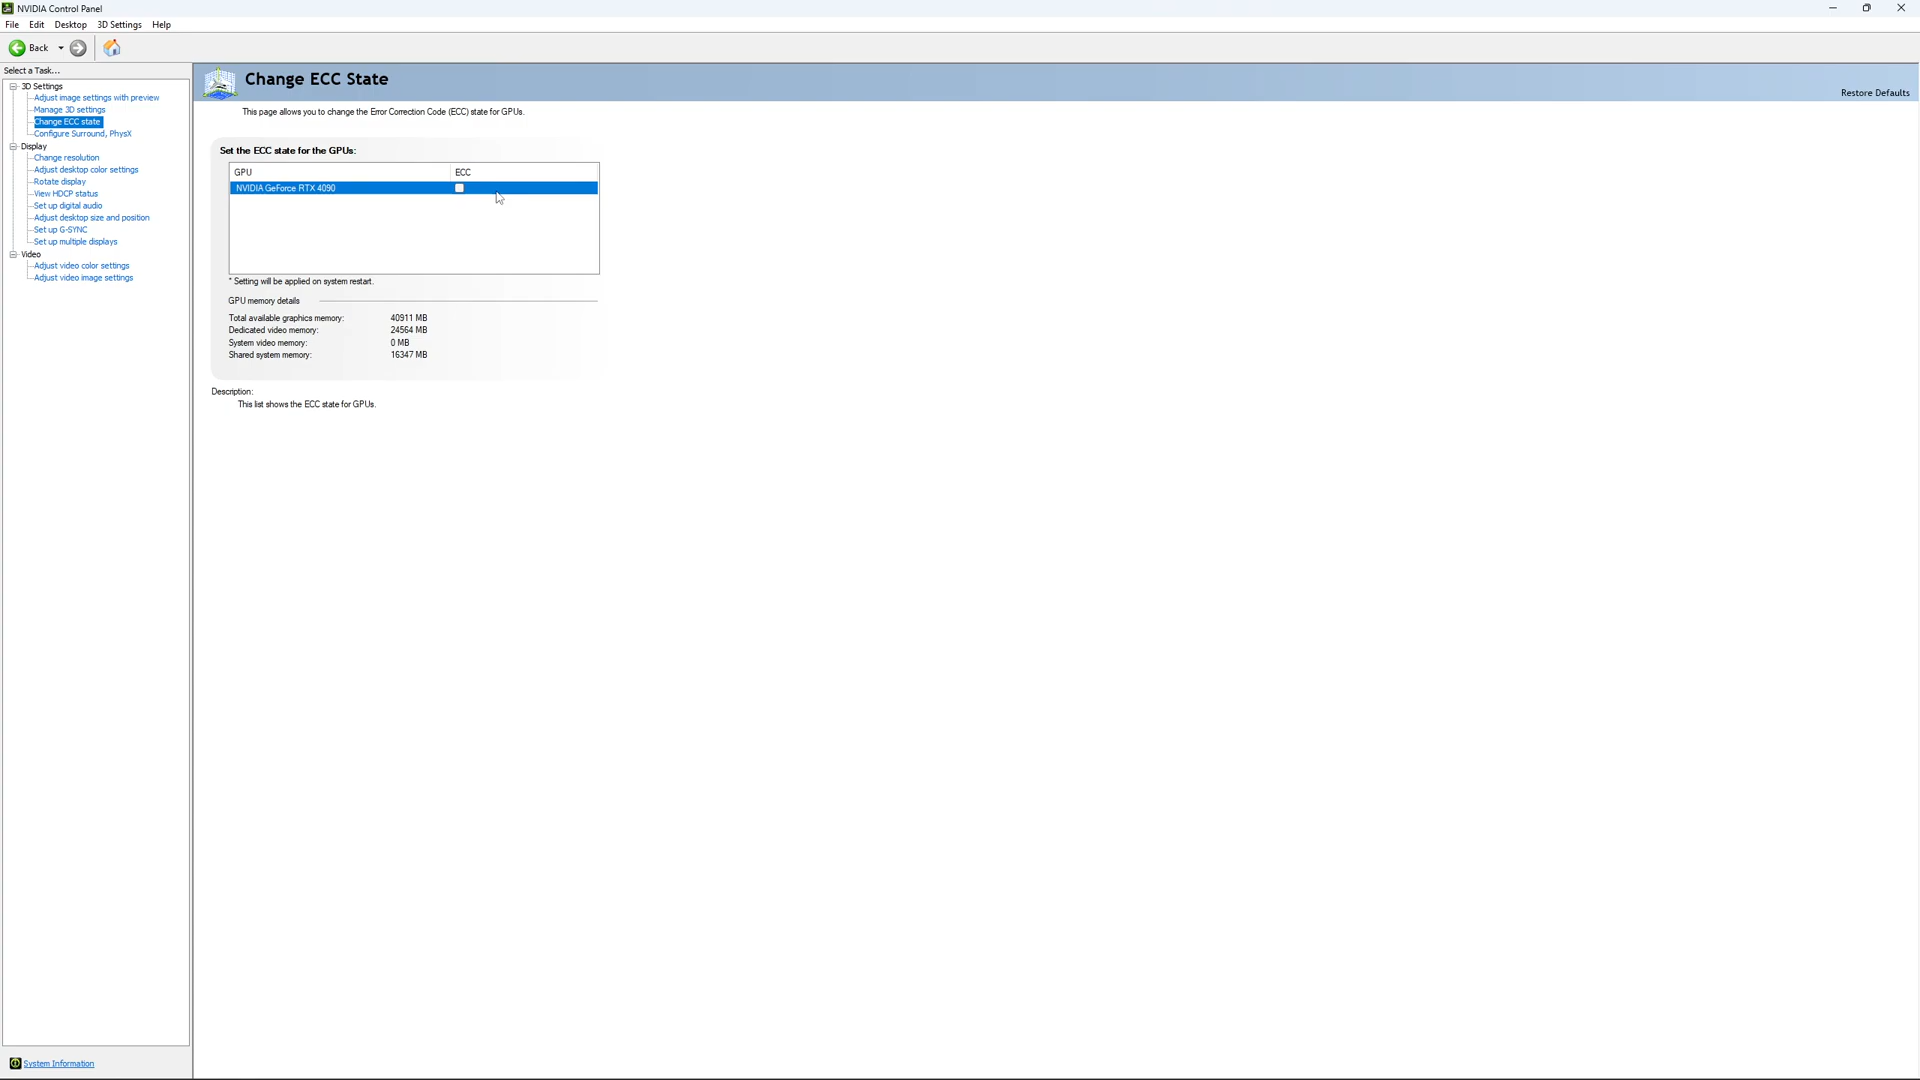 NVIDIA Control Panel
File Edit Desktop 3D Settings Help
Back
Select a Task...
3D Settings
Adjust image settings with preview
Manage 3D settings
Change ECC state
Configure Surround, PhysX
Display
Change resolution
Adjust desktop color settings
Rotate display
View HDCP status
Set up digital audio
Adjust desktop size and position
Set up G-SYNC
Set up multiple displays
Video
Adjust video color settings
Adjust video image settings
System Information
Change ECC State
Restore Defaults
This page allows you to change the Error Correction Code (ECC) state for GPUs.
Set the ECC state for the GPUs:
GPU ECC
NVIDIA GeForce RTX 4090
* Setting will be applied on system restart.
GPU memory details
Total available graphics memory: 40911 MB
Dedicated video memory: 24564 MB
System video memory: 0 MB
Shared system memory: 16347 MB
Description:
This list shows the ECC state for GPUs.